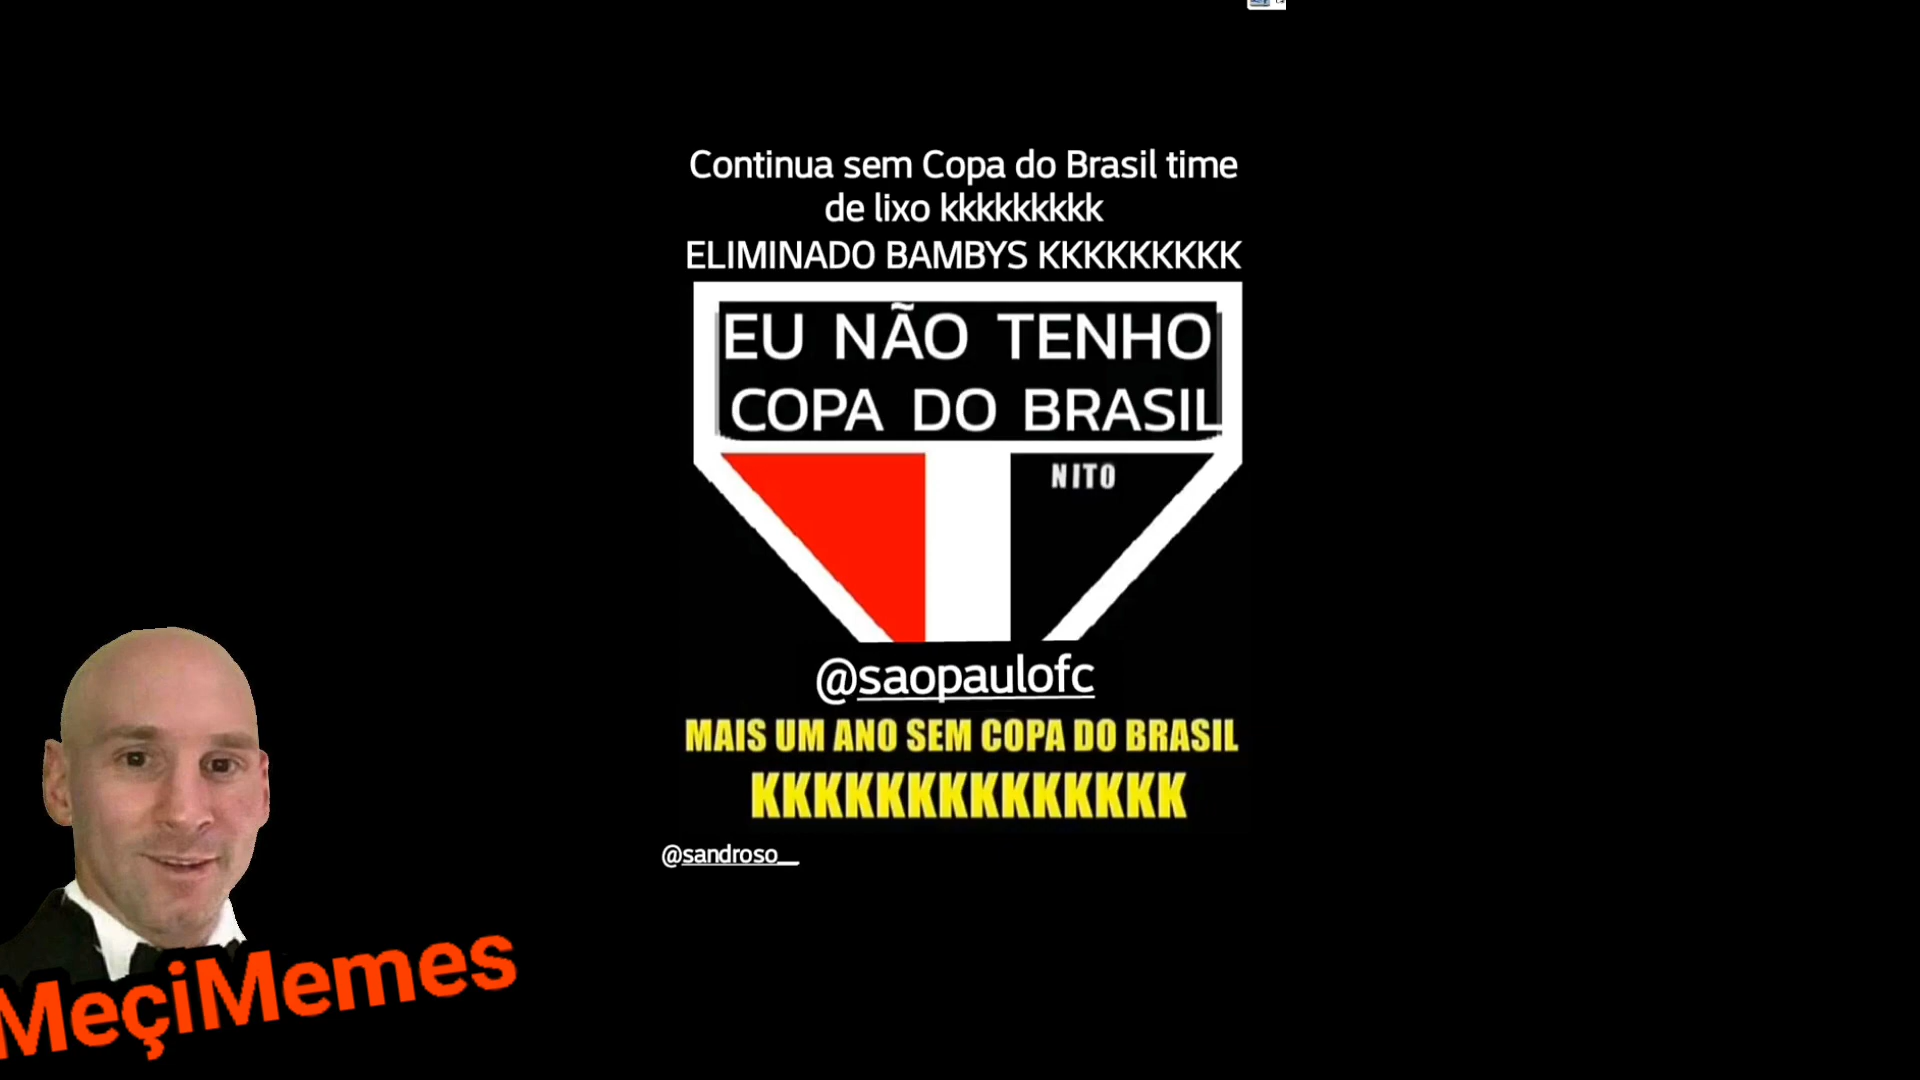 Continua sem Copa do Brasil time
de lixo kkkkkkkkk
ELIMINADO BAMBYS KKKKKKKKK
EU NÃO TENHO
COPA DO BRASIL
NITO
@saopaulofc
MAIS UM ANO SEM COPA DO BRASIL
KKKKKKKKKKKKKK
@sandroso__
MeçiMemes